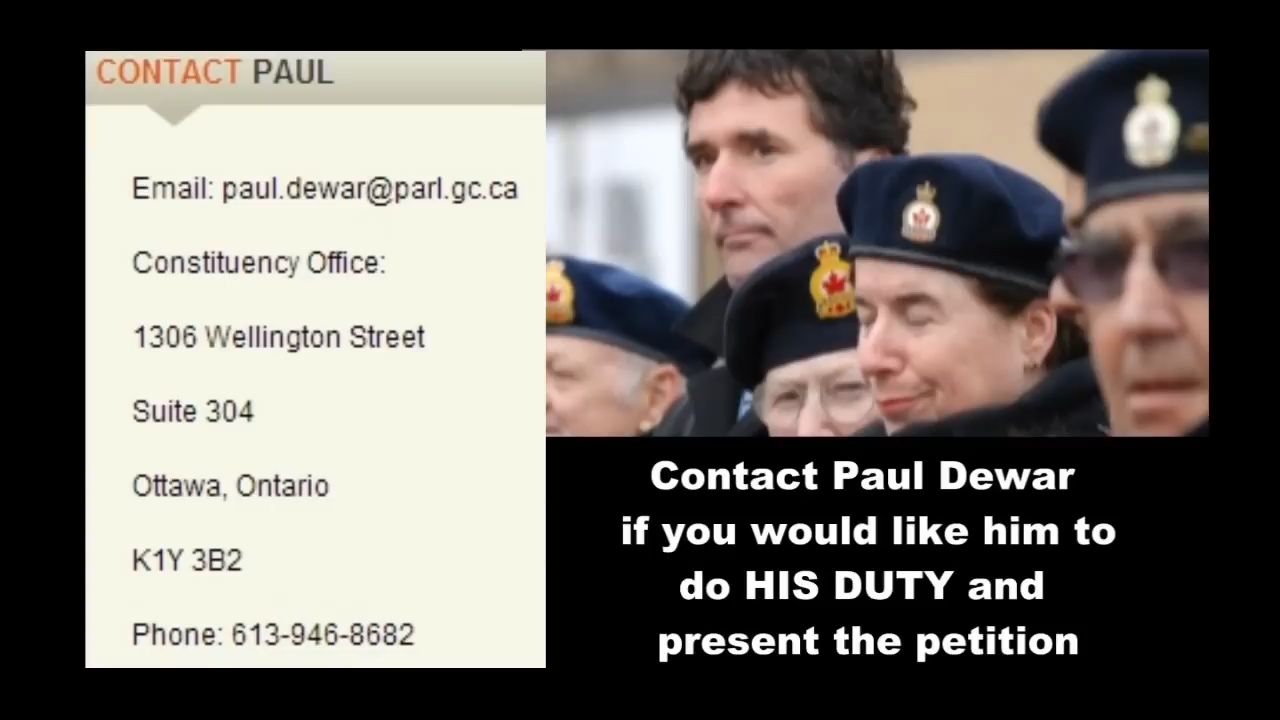 CONTACT PAUL
Email: paul.dewar@parl.gc.ca
Constituency Office:
1306 Wellington Street
Suite 304
Ottawa, Ontario
K1Y 3B2
Phone: 613-946-8682
Contact Paul Dewar
if you would like him to
do HIS DUTY and
present the petition